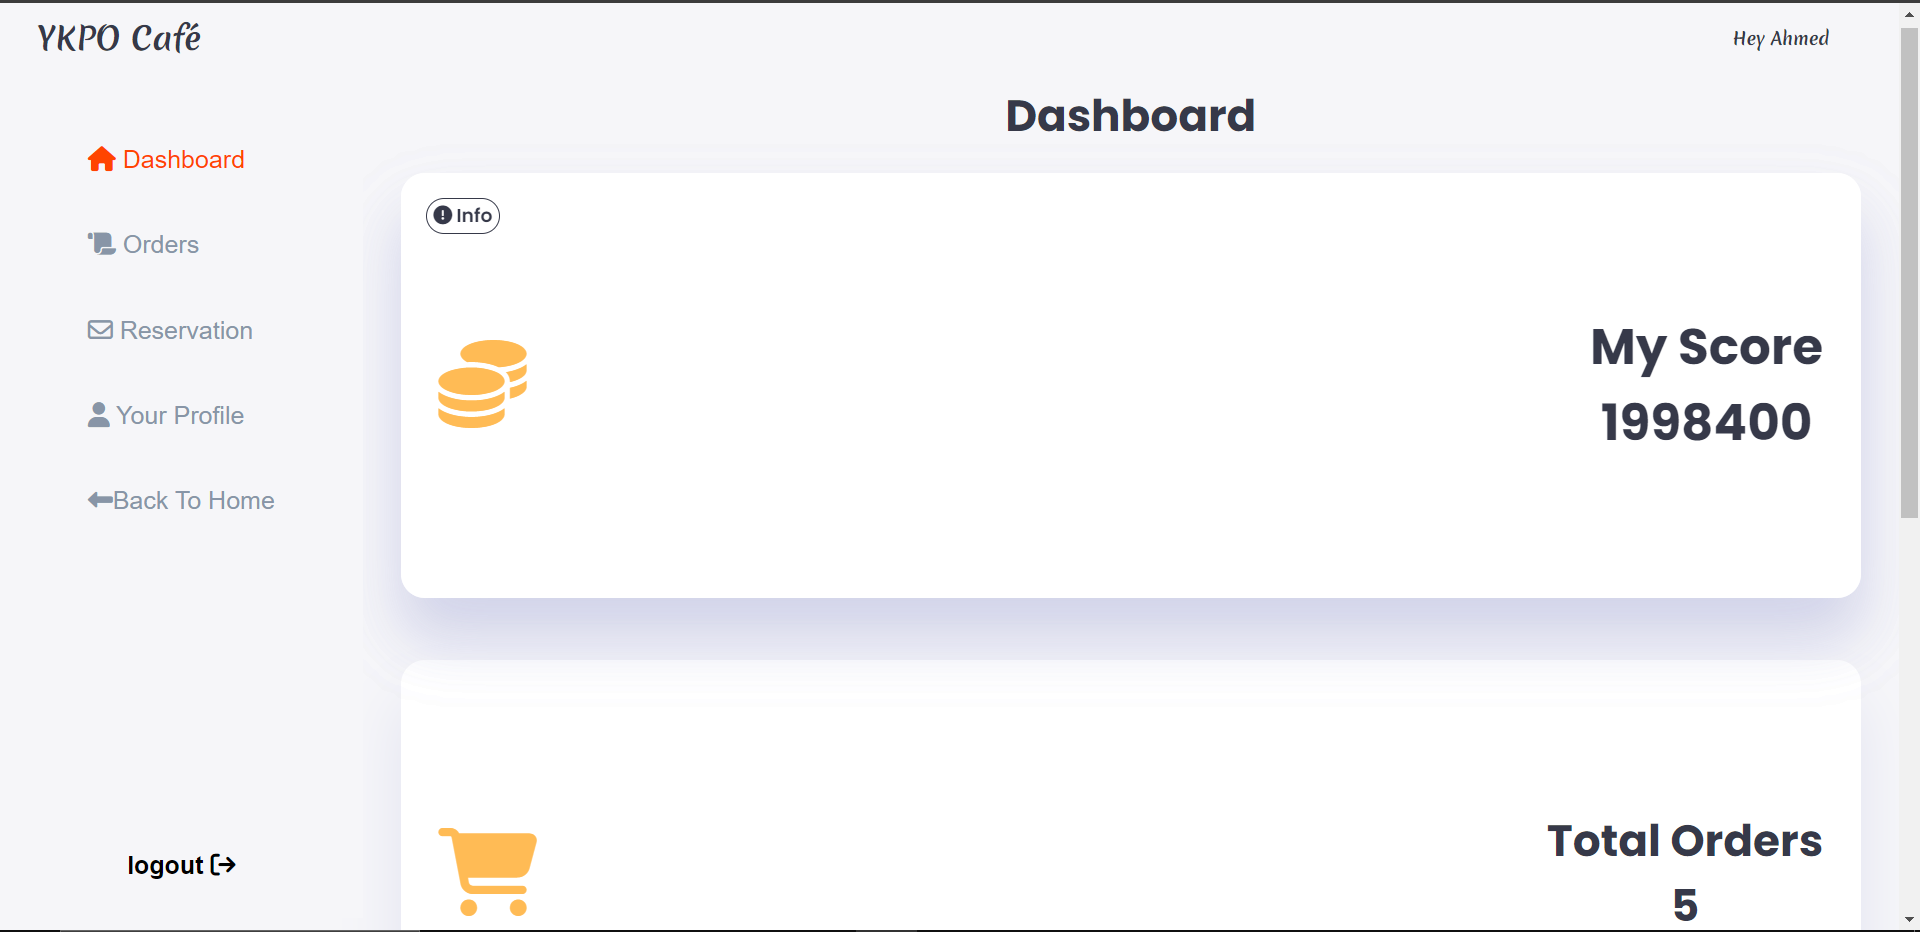 YKPO Café
Hey Ahmed
Dashboard
Orders
Reservation
Your Profile
Back To Home
logout
Dashboard
Info
My Score
1998400
Total Orders
5